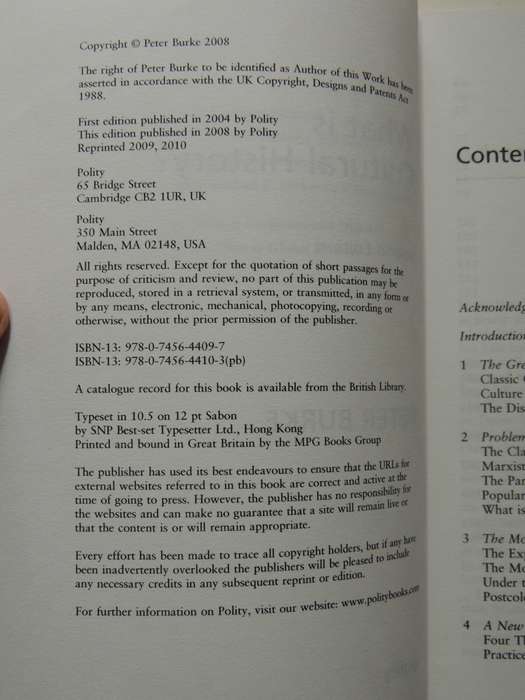 Copyright © Peter Burke 2008
The right of Peter Burke to be identified as Author of this Work has been
asserted in accordance with the UK Copyright, Designs and Patents Act
1988.
First edition published in 2004 by Polity
This edition published in 2008 by Polity
Reprinted 2009, 2010
Polity
65 Bridge Street
Cambridge CB2 1UR, UK
Polity
350 Main Street
Malden, MA 02148, USA
All rights reserved. Except for the quotation of short passages for the
purpose of criticism and review, no part of this publication may be
reproduced, stored in a retrieval system, or transmitted, in any form or
by any means, electronic, mechanical, photocopying, recording or
otherwise, without the prior permission of the publisher.
ISBN-13: 978-0-7456-4409-7
ISBN-13: 978-0-7456-4410-3(pb)
A catalogue record for this book is available from the British Library.
Typeset in 10.5 on 12 pt Sabon
by SNP Best-set Typesetter Ltd., Hong Kong
Printed and bound in Great Britain by the MPG Books Group
The publisher has used its best endeavours to ensure that the URLs for
external websites referred to in this book are correct and active at the
time of going to press. However, the publisher has no responsibility for
the websites and can make no guarantee that a site will remain live or
that the content is or will remain appropriate.
Every effort has been made to trace all copyright holders, but if any have
been inadvertently overlooked the publishers will be pleased to include
any necessary credits in any subsequent reprint or edition.
For further information on Polity, visit our website: www.politybooks.com
Conten
Acknowledg
Introduction
1 The Gre
Classic
Culture
The Dis
2 Problem
The Cla
Marxist
The Par
Popular
What is
3 The Mo
The Ex
The Mo
Under t
Postcol
4 A New
Four Th
Practice